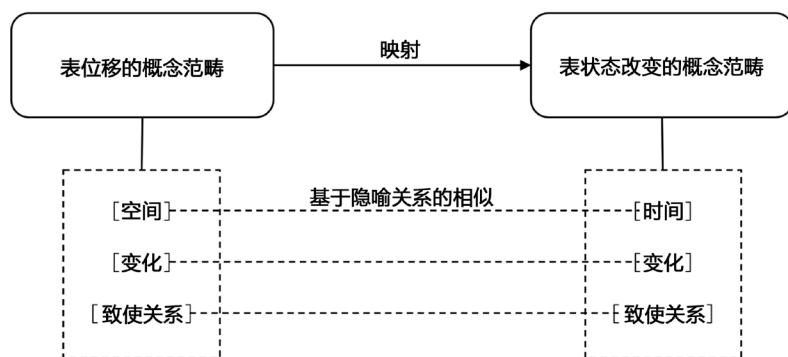 映射
表位移的概念范畴
表状态改变的概念范畴
基于隐喻关系的相似
[空间]
[时间]
[变化]
[变化]
[致使关系]
[致使关系]